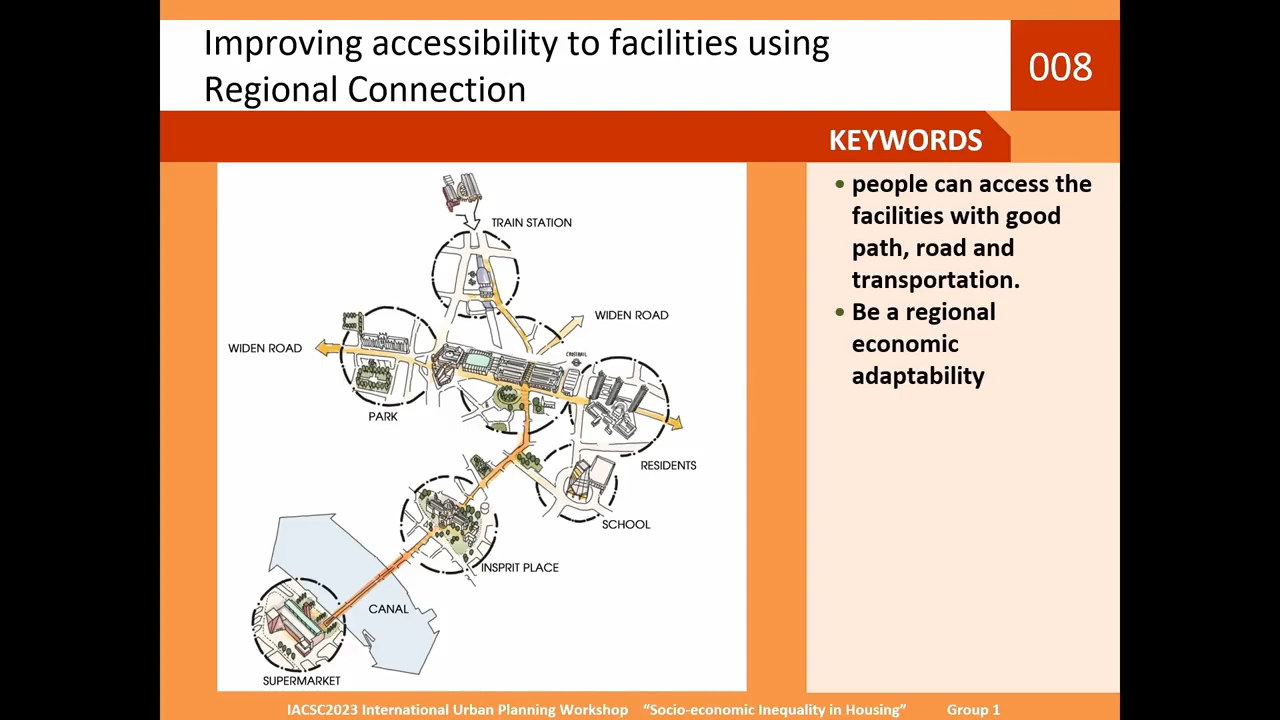 Improving accessibility to facilities using
Regional Connection
008
KEYWORDS
• people can access the
facilities with good
path, road and
transportation.
• Be a regional
economic
adaptability
TRAIN STATION
WIDEN ROAD
WIDEN ROAD
CROSSRAIL
PARK
RESIDENTS
SCHOOL
INSPRIT PLACE
CANAL
SUPERMARKET
IACSC2023 International Urban Planning Workshop “Socio-economic Inequality in Housing” Group 1